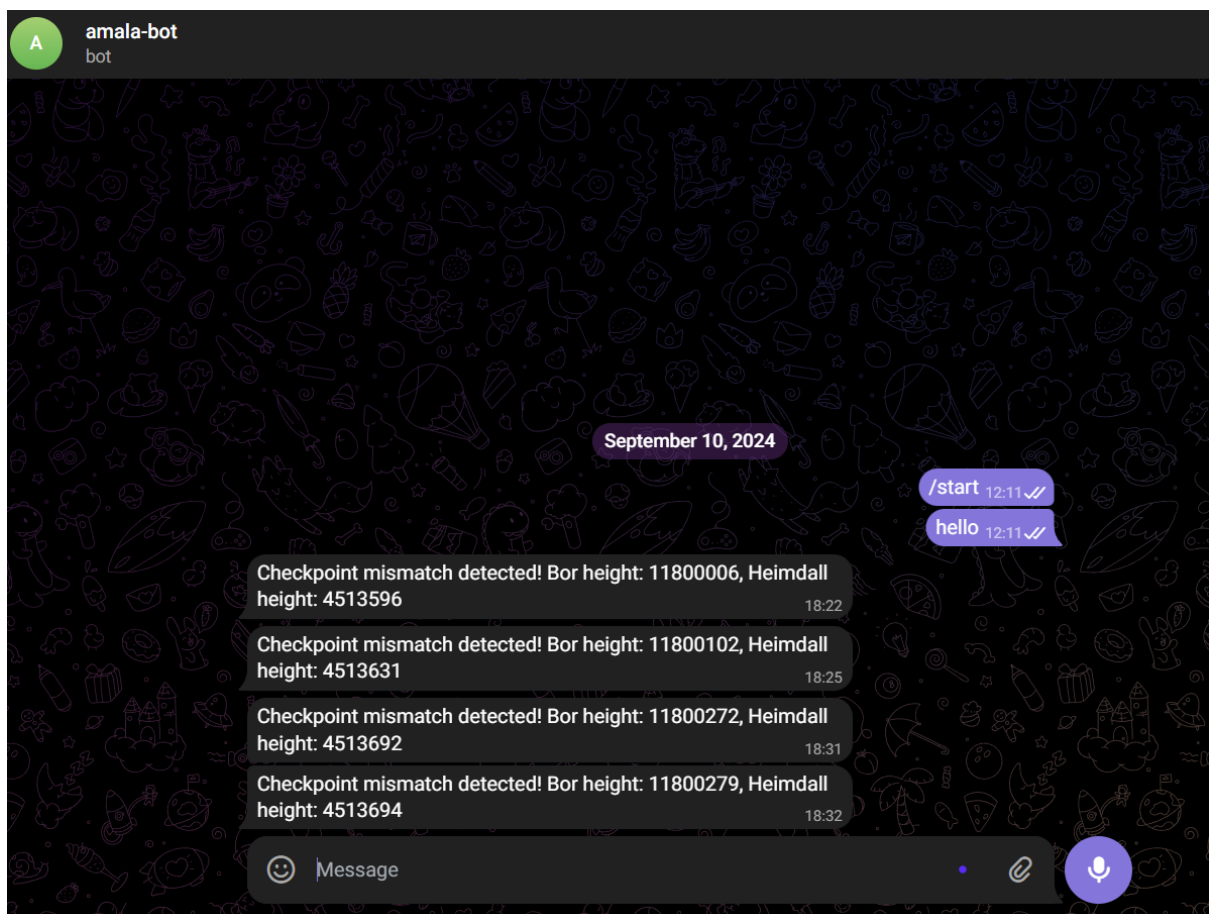 A
amala-bot
bot
September 10, 2024
/start 12:11
hello 12:11
Checkpoint mismatch detected! Bor height: 11800006, Heimdall
height: 4513596 18:22
Checkpoint mismatch detected! Bor height: 11800102, Heimdall
height: 4513631 18:25
Checkpoint mismatch detected! Bor height: 11800272, Heimdall
height: 4513692 18:31
Checkpoint mismatch detected! Bor height: 11800279, Heimdall
height: 4513694 18:32
Message